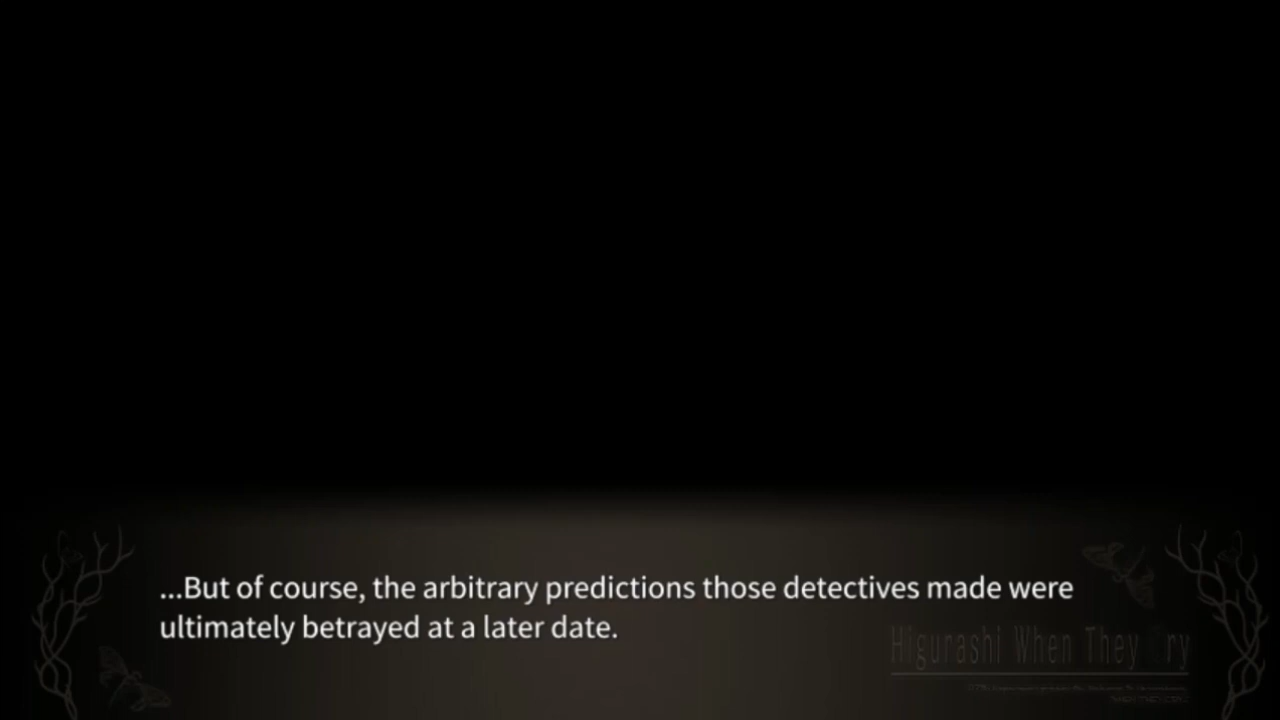 ...But of course, the arbitrary predictions those detectives made were
ultimately betrayed at a later date.
Higurashi When They Cry